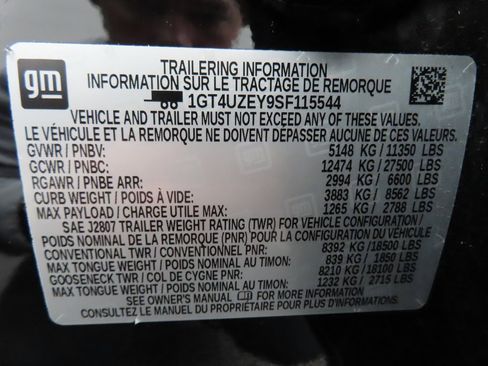 gm
TRAILERING INFORMATION
INFORMATION SUR LE TRACTAGE DE REMORQUE
1GT4UZEY9SF115544
VEHICLE AND TRAILER MUST NOT EXCEED ANY OF THESE VALUES
LE VÉHICULE ET LA REMORQUE NE DOIVENT PAS DÉPASSER AUCUNE DE CES VALEURS:
GVWR / PNBV: 5148 KG / 11350 LBS
GCWR / PNBC: 12474 KG / 27500 LBS
RGAWR / PNBE ARR: 2994 KG / 6600 LBS
CURB WEIGHT / POIDS À VIDE: 3883 KG / 8562 LBS
MAX PAYLOAD / CHARGE UTILE MAX: 1265 KG / 2788 LBS
SAE J2807 TRAILER WEIGHT RATING (TWR) FOR VEHICLE CONFIGURATION /
POIDS NOMINAL DE LA REMORQUE (PNR) POUR LA CONFIGURATION DU VÉHICULE
CONVENTIONAL TWR / PNR CONVENTIONNEL: 8392 KG / 18500 LBS
MAX TONGUE WEIGHT / POIDS MAXIMAL AU TIMON: 839 KG / 1850 LBS
GOOSENECK TWR / COL DE CYGNE PNR: 8210 KG / 18100 LBS
MAX TONGUE WEIGHT / POIDS MAXIMAL AU TIMON: 1232 KG / 2715 LBS
SEE OWNER'S MANUAL FOR MORE INFORMATION
CONSULTEZ LE MANUEL DU PROPRIÉTAIRE POUR PLUS D'INFORMATIONS.